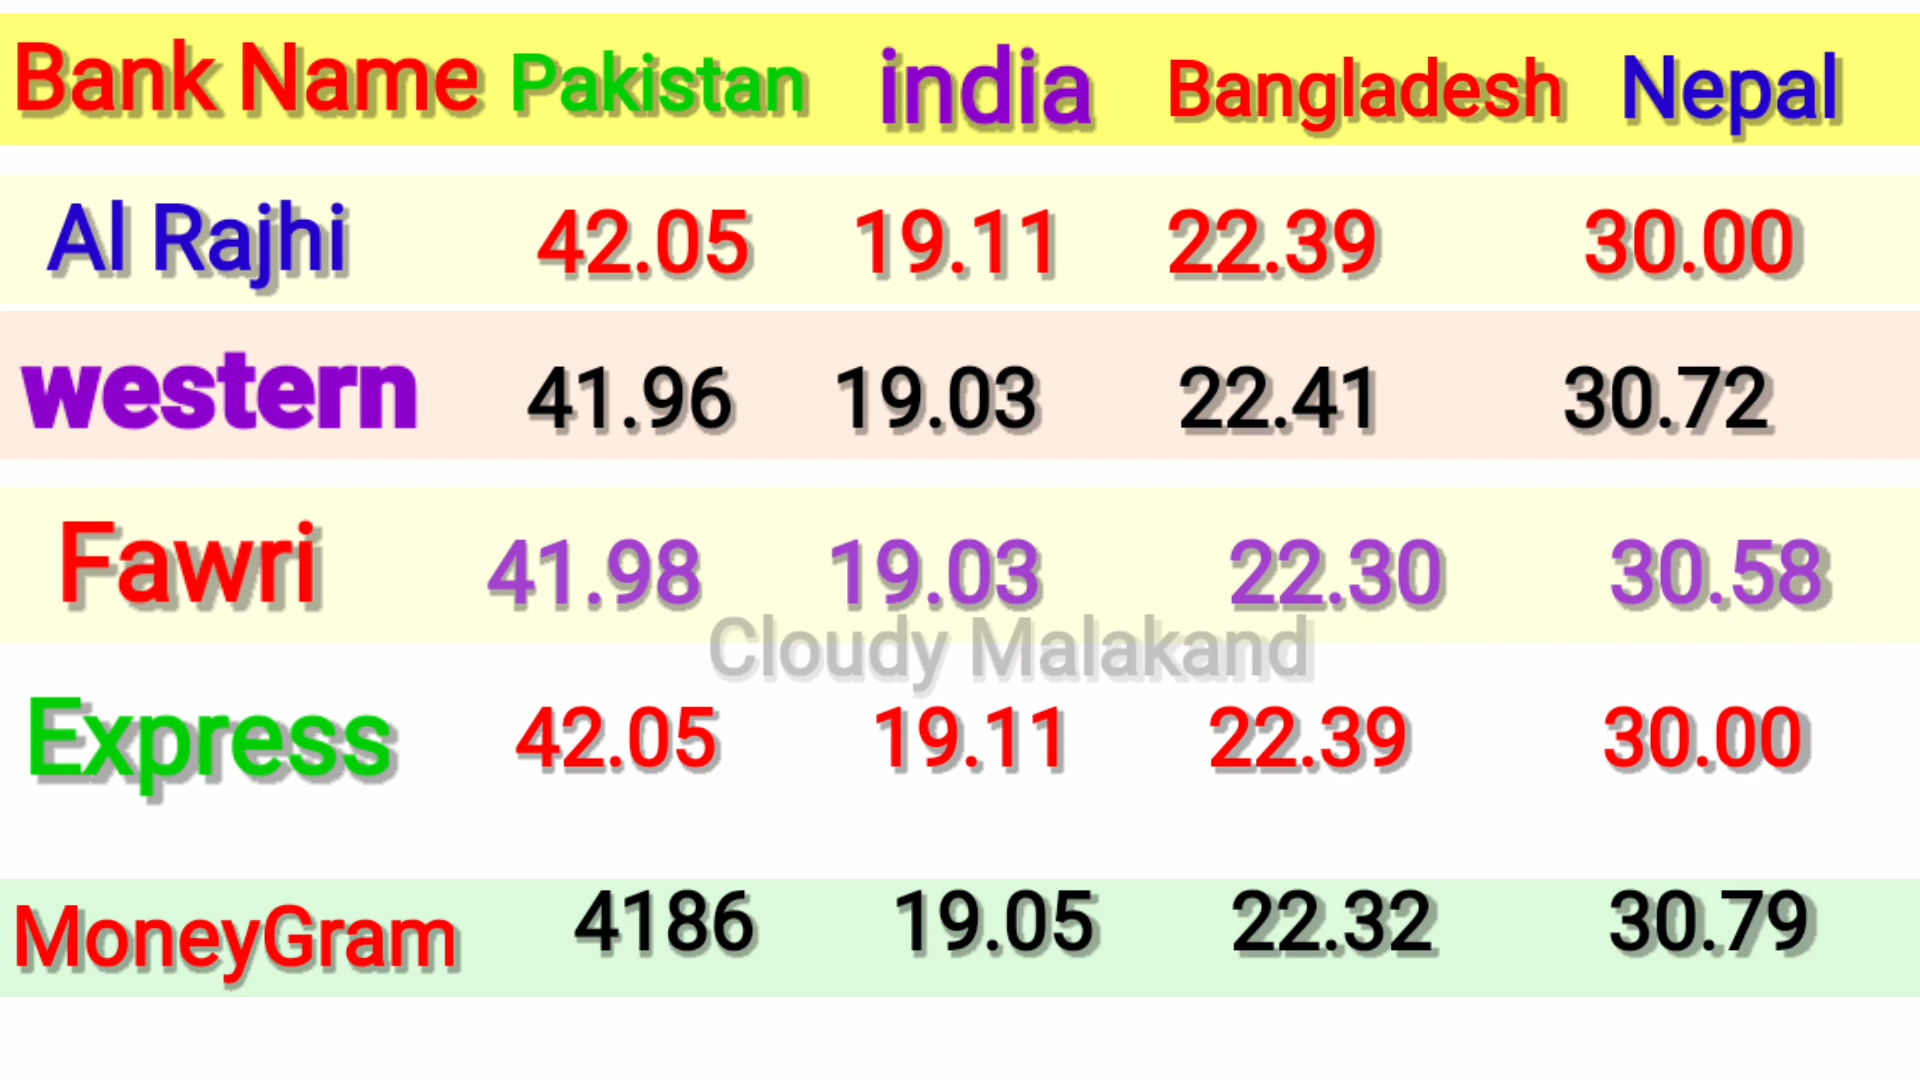 Bank Name Pakistan india Bangladesh Nepal
Al Rajhi 42.05 19.11 22.39 30.00
western 41.96 19.03 22.41 30.72
Fawri 41.98 19.03 22.30 30.58
Cloudy Malakand
Express 42.05 19.11 22.39 30.00
MoneyGram 4186 19.05 22.32 30.79